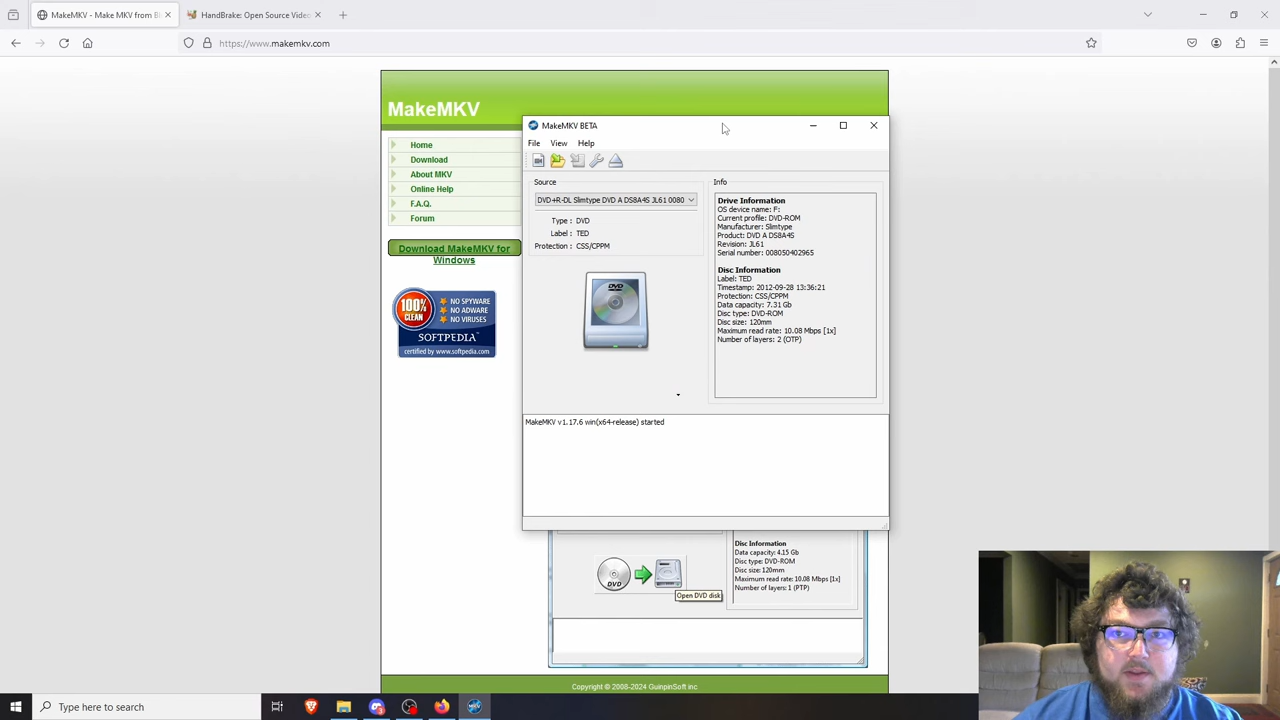 MakeMKV - Make MKV from Bl
HandBrake: Open Source Video
https://www.makemkv.com
MakeMKV
Home
Download
About MKV
Online Help
F.A.Q.
Forum
Download MakeMKV for
Windows
100%
CLEAN
NO SPYWARE
NO ADWARE
NO VIRUSES
SOFTPEDIA
certified by www.softpedia.com
MakeMKV BETA
File View Help
Source
DVD+R-DL Slimtype DVD A DS8A4S JL61 0080
Type : DVD
Label : TED
Protection : CSS/CPPM
DVD
Info
Drive Information
OS device name: F:
Current profile: DVD-ROM
Manufacturer: Slimtype
Product: DVD A DS8A4S
Revision: JL61
Serial number: 008050402965
Disc Information
Label: TED
Timestamp: 2012-09-28 13:36:21
Protection: CSS/CPPM
Data capacity: 7.31 Gb
Disc type: DVD-ROM
Disc size: 120mm
Maximum read rate: 10.08 Mbps [1x]
Number of layers: 2 (OTP)
MakeMKV v1.17.6 win(x64-release) started
DVD
Open DVD disk
Disc Information
Data capacity: 4.15 Gb
Disc type: DVD-ROM
Disc size: 120mm
Maximum read rate: 10.08 Mbps [1x]
Number of layers: 1 (PTP)
Copyright © 2008-2024 GuinpinSoft inc
Type here to search